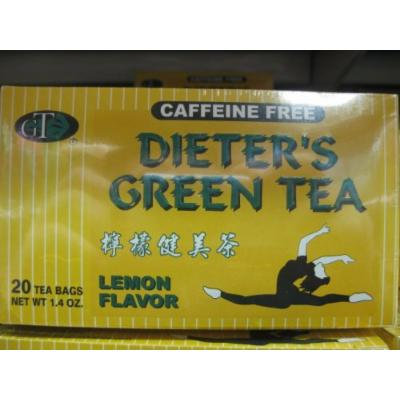 CAFFEINE FREE
GT
®
DIETER'S
GREEN TEA
檸檬健美茶
20 TEA BAGS
NET WT 1.4 OZ.
LEMON
FLAVOR